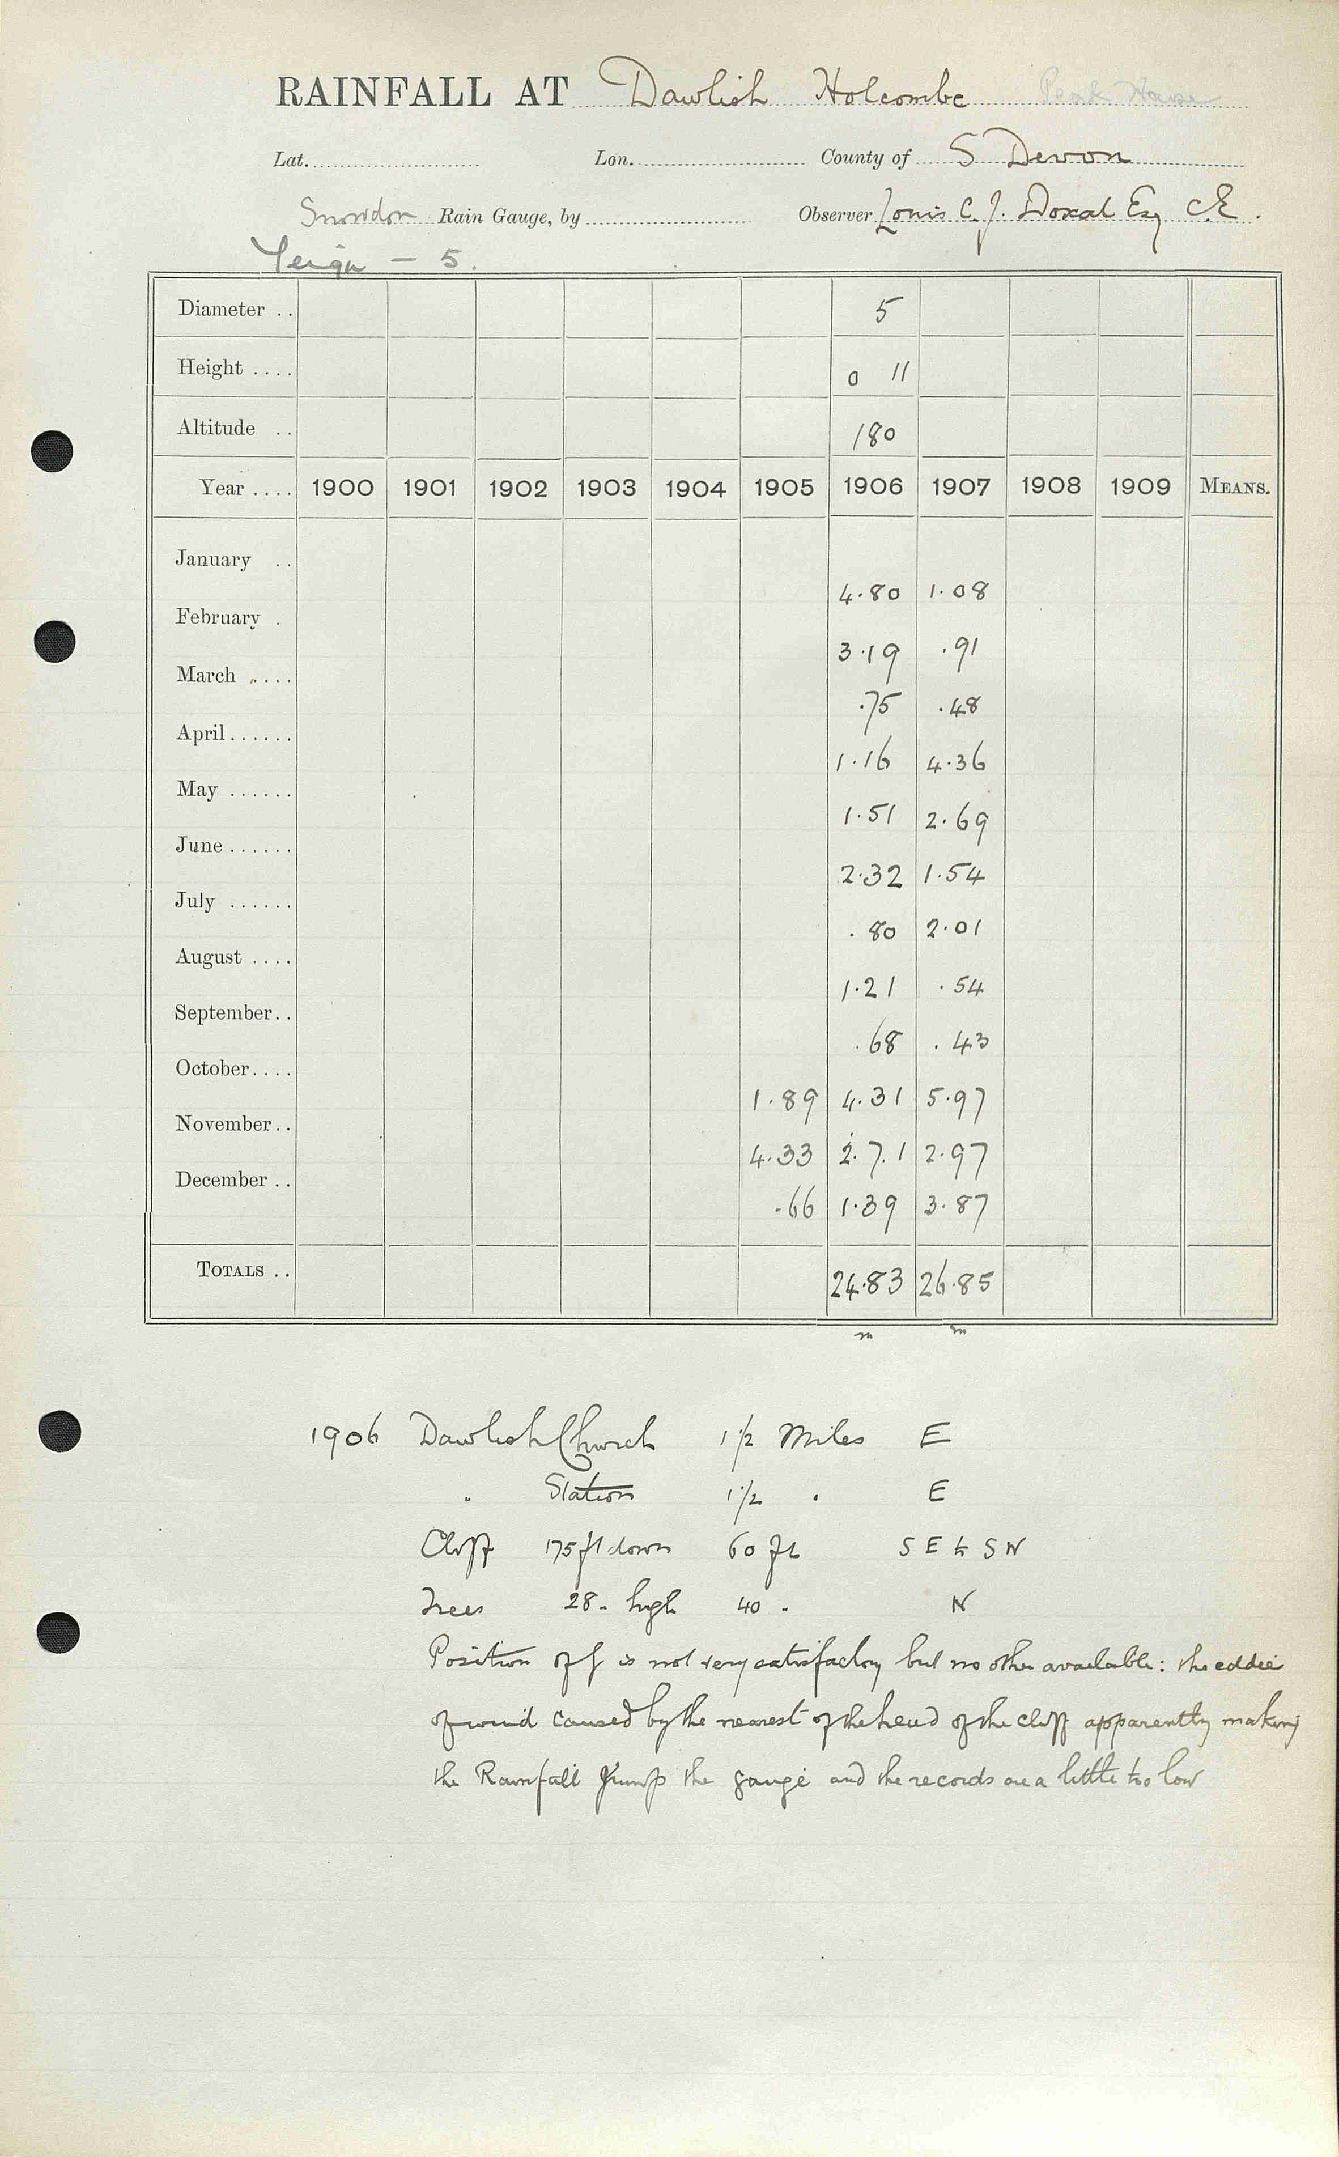 RAINFALL AT Dawlish Holcombe Peak House
Lat. Lon. County of S Devon
Snowdon Rain Gauge, by Observer Louis C. J. Doxat Esq C.E.
Teign - 5.
Diameter .. 5
Height .... 0 11
Altitude .. 180
Year .... 1900 1901 1902 1903 1904 1905 1906 1907 1908 1909 MEANS.
January .. 4.80 1.08
February . 3.19 .91
March .... .75 .48
April ...... 1.16 4.36
May ...... 1.51 2.69
June ...... 2.32 1.54
July ...... .80 2.01
August .... 1.21 .54
September .. .68 .43
October .... 1.89 4.31 5.97
November .. 4.33 2.71 2.97
December .. .66 1.39 3.87
TOTALS .. 24.83 26.85
m m
1906 Dawlish Church 1½ Miles E
" Station 1½ " E
Cliff 175 ft down 60 ft S E to S W
Trees 28 " high 40 " N
Position of is not very satisfactory but no other available: the eddie
of wind caused by the nearest of the head of the cliff apparently making
the Rainfall jump the gauge and the records are a little too low